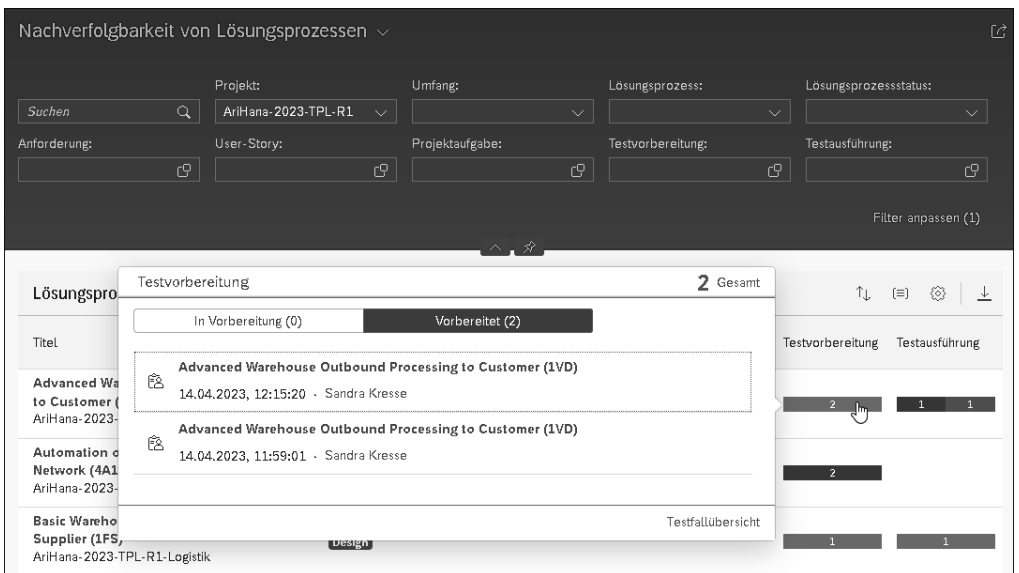 Nachverfolgbarkeit von Lösungsprozessen
Projekt: Umfang: Lösungsprozess: Lösungsprozessstatus:
Suchen AriHana-2023-TPL-R1
Anforderung: User-Story: Projektaufgabe: Testvorbereitung: Testausführung:
Filter anpassen (1)
Lösungspro
Testvorbereitung 2 Gesamt
In Vorbereitung (0) Vorbereitet (2)
Advanced Warehouse Outbound Processing to Customer (1VD)
14.04.2023, 12:15:20 · Sandra Kresse
Advanced Warehouse Outbound Processing to Customer (1VD)
14.04.2023, 11:59:01 · Sandra Kresse
Testfallübersicht
Titel Testvorbereitung Testausführung
Advanced Wa
to Customer ( 2 1 1
AriHana-2023-
Automation o
Network (4A1 2
AriHana-2023-
Basic Wareho
Supplier (1FS) Design 1 1
AriHana-2023-TPL-R1-Logistik